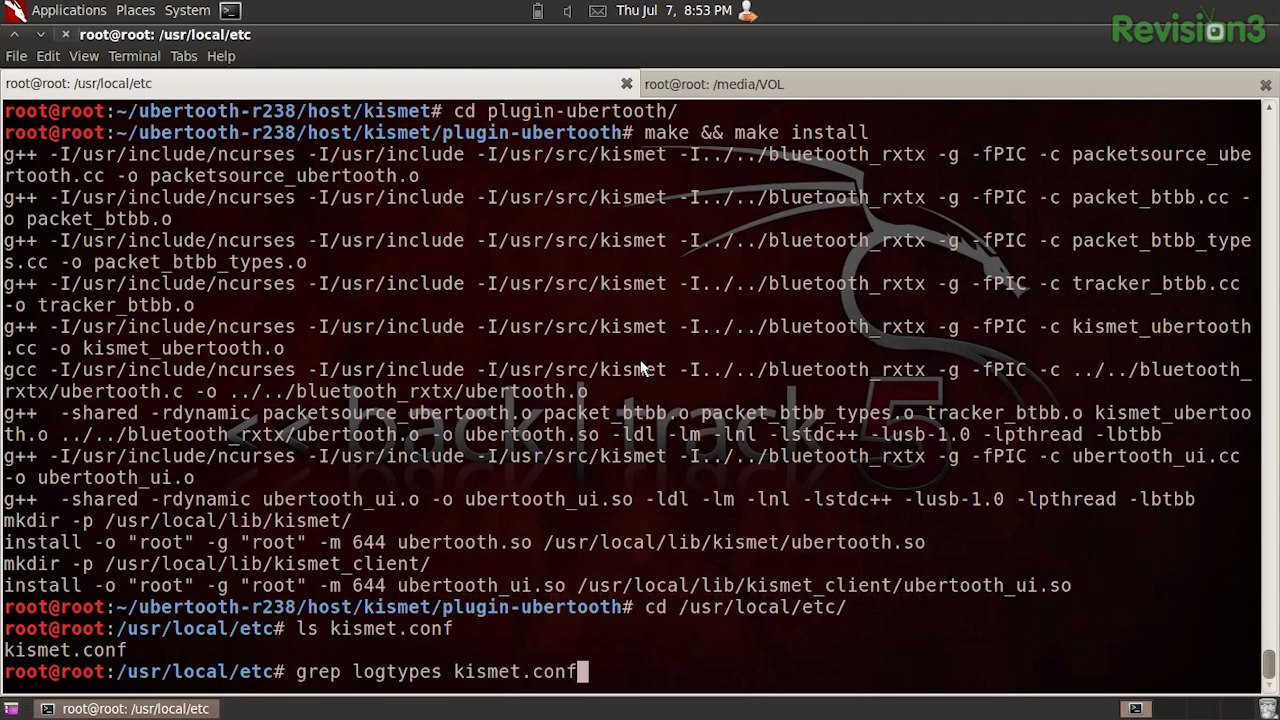 Applications Places System Thu Jul 7, 8:53 PM
Revision3
root@root: /usr/local/etc
File Edit View Terminal Tabs Help
root@root: /usr/local/etc root@root: /media/VOL
root@root:~/ubertooth-r238/host/kismet# cd plugin-ubertooth/
root@root:~/ubertooth-r238/host/kismet/plugin-ubertooth# make && make install
g++ -I/usr/include/ncurses -I/usr/include -I/usr/src/kismet -I../../bluetooth_rxtx -g -fPIC -c packetsource_ube
rtooth.cc -o packetsource_ubertooth.o
g++ -I/usr/include/ncurses -I/usr/include -I/usr/src/kismet -I../../bluetooth_rxtx -g -fPIC -c packet_btbb.cc -
o packet_btbb.o
g++ -I/usr/include/ncurses -I/usr/include -I/usr/src/kismet -I../../bluetooth_rxtx -g -fPIC -c packet_btbb_type
s.cc -o packet_btbb_types.o
g++ -I/usr/include/ncurses -I/usr/include -I/usr/src/kismet -I../../bluetooth_rxtx -g -fPIC -c tracker_btbb.cc
-o tracker_btbb.o
g++ -I/usr/include/ncurses -I/usr/include -I/usr/src/kismet -I../../bluetooth_rxtx -g -fPIC -c kismet_ubertooth
.cc -o kismet_ubertooth.o
gcc -I/usr/include/ncurses -I/usr/include -I/usr/src/kismet -I../../bluetooth_rxtx -g -fPIC -c ../../bluetooth_
rxtx/ubertooth.c -o ../../bluetooth_rxtx/ubertooth.o
g++  -shared -rdynamic packetsource_ubertooth.o packet_btbb.o packet_btbb_types.o tracker_btbb.o kismet_ubertoo
th.o ../../bluetooth_rxtx/ubertooth.o -o ubertooth.so -ldl -lm -lnl -lstdc++ -lusb-1.0 -lpthread -lbtbb
<< back | track 5
g++ -I/usr/include/ncurses -I/usr/include -I/usr/src/kismet -I../../bluetooth_rxtx -g -fPIC -c ubertooth_ui.cc
-o ubertooth_ui.o
g++  -shared -rdynamic ubertooth_ui.o -o ubertooth_ui.so -ldl -lm -lnl -lstdc++ -lusb-1.0 -lpthread -lbtbb
mkdir -p /usr/local/lib/kismet/
install -o "root" -g "root" -m 644 ubertooth.so /usr/local/lib/kismet/ubertooth.so
mkdir -p /usr/local/lib/kismet_client/
install -o "root" -g "root" -m 644 ubertooth_ui.so /usr/local/lib/kismet_client/ubertooth_ui.so
root@root:~/ubertooth-r238/host/kismet/plugin-ubertooth# cd /usr/local/etc/
root@root:/usr/local/etc# ls kismet.conf
kismet.conf
root@root:/usr/local/etc# grep logtypes kismet.conf
root@root: /usr/local/etc